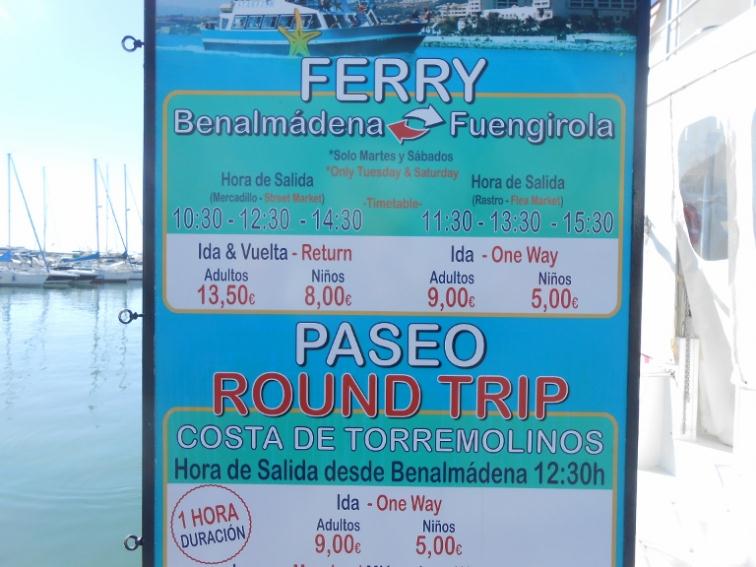 FERRY
Benalmádena Fuengirola
*Solo Martes y Sábados
*Only Tuesday & Saturday
Hora de Salida
(Mercadillo - Street Market)
10:30 - 12:30 - 14:30
-Timetable-
Hora de Salida
(Rastro - Flea Market)
11:30 - 13:30 - 15:30
Ida & Vuelta - Return
Adultos Niños
13,50€ 8,00€
Ida - One Way
Adultos Niños
9,00€ 5,00€
PASEO
ROUND TRIP
COSTA DE TORREMOLINOS
Hora de Salida desde Benalmádena 12:30h
1 HORA
DURACIÓN
Ida - One Way
Adultos Niños
9,00€ 5,00€